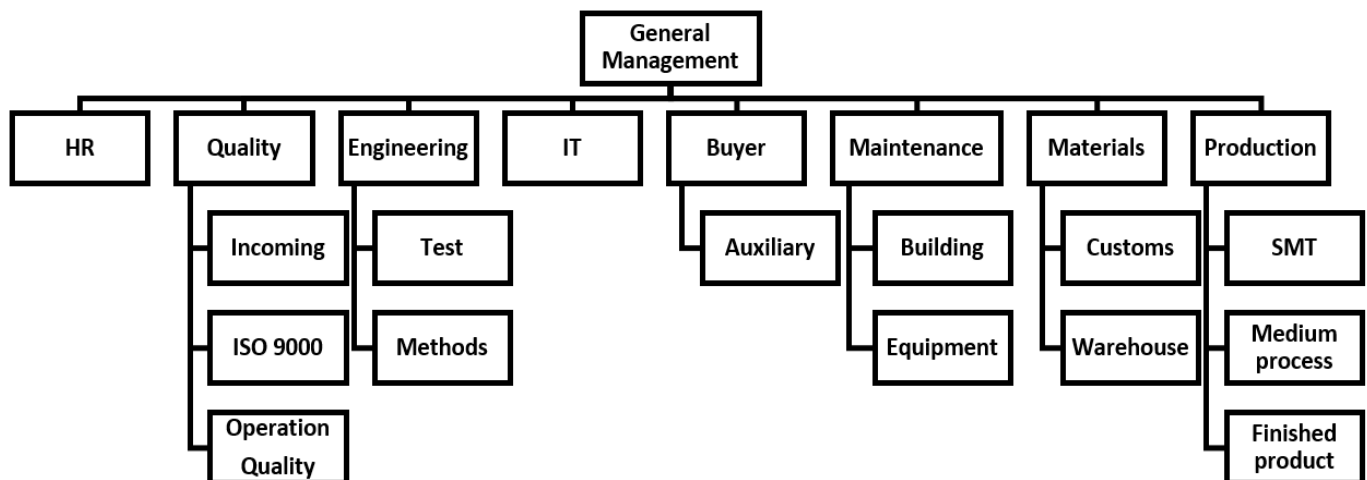 General
Management
HR
Quality
Engineering
IT
Buyer
Maintenance
Materials
Production
Incoming
Test
Auxiliary
Building
Customs
SMT
ISO 9000
Methods
Equipment
Warehouse
Medium
process
Operation
Quality
Finished
product